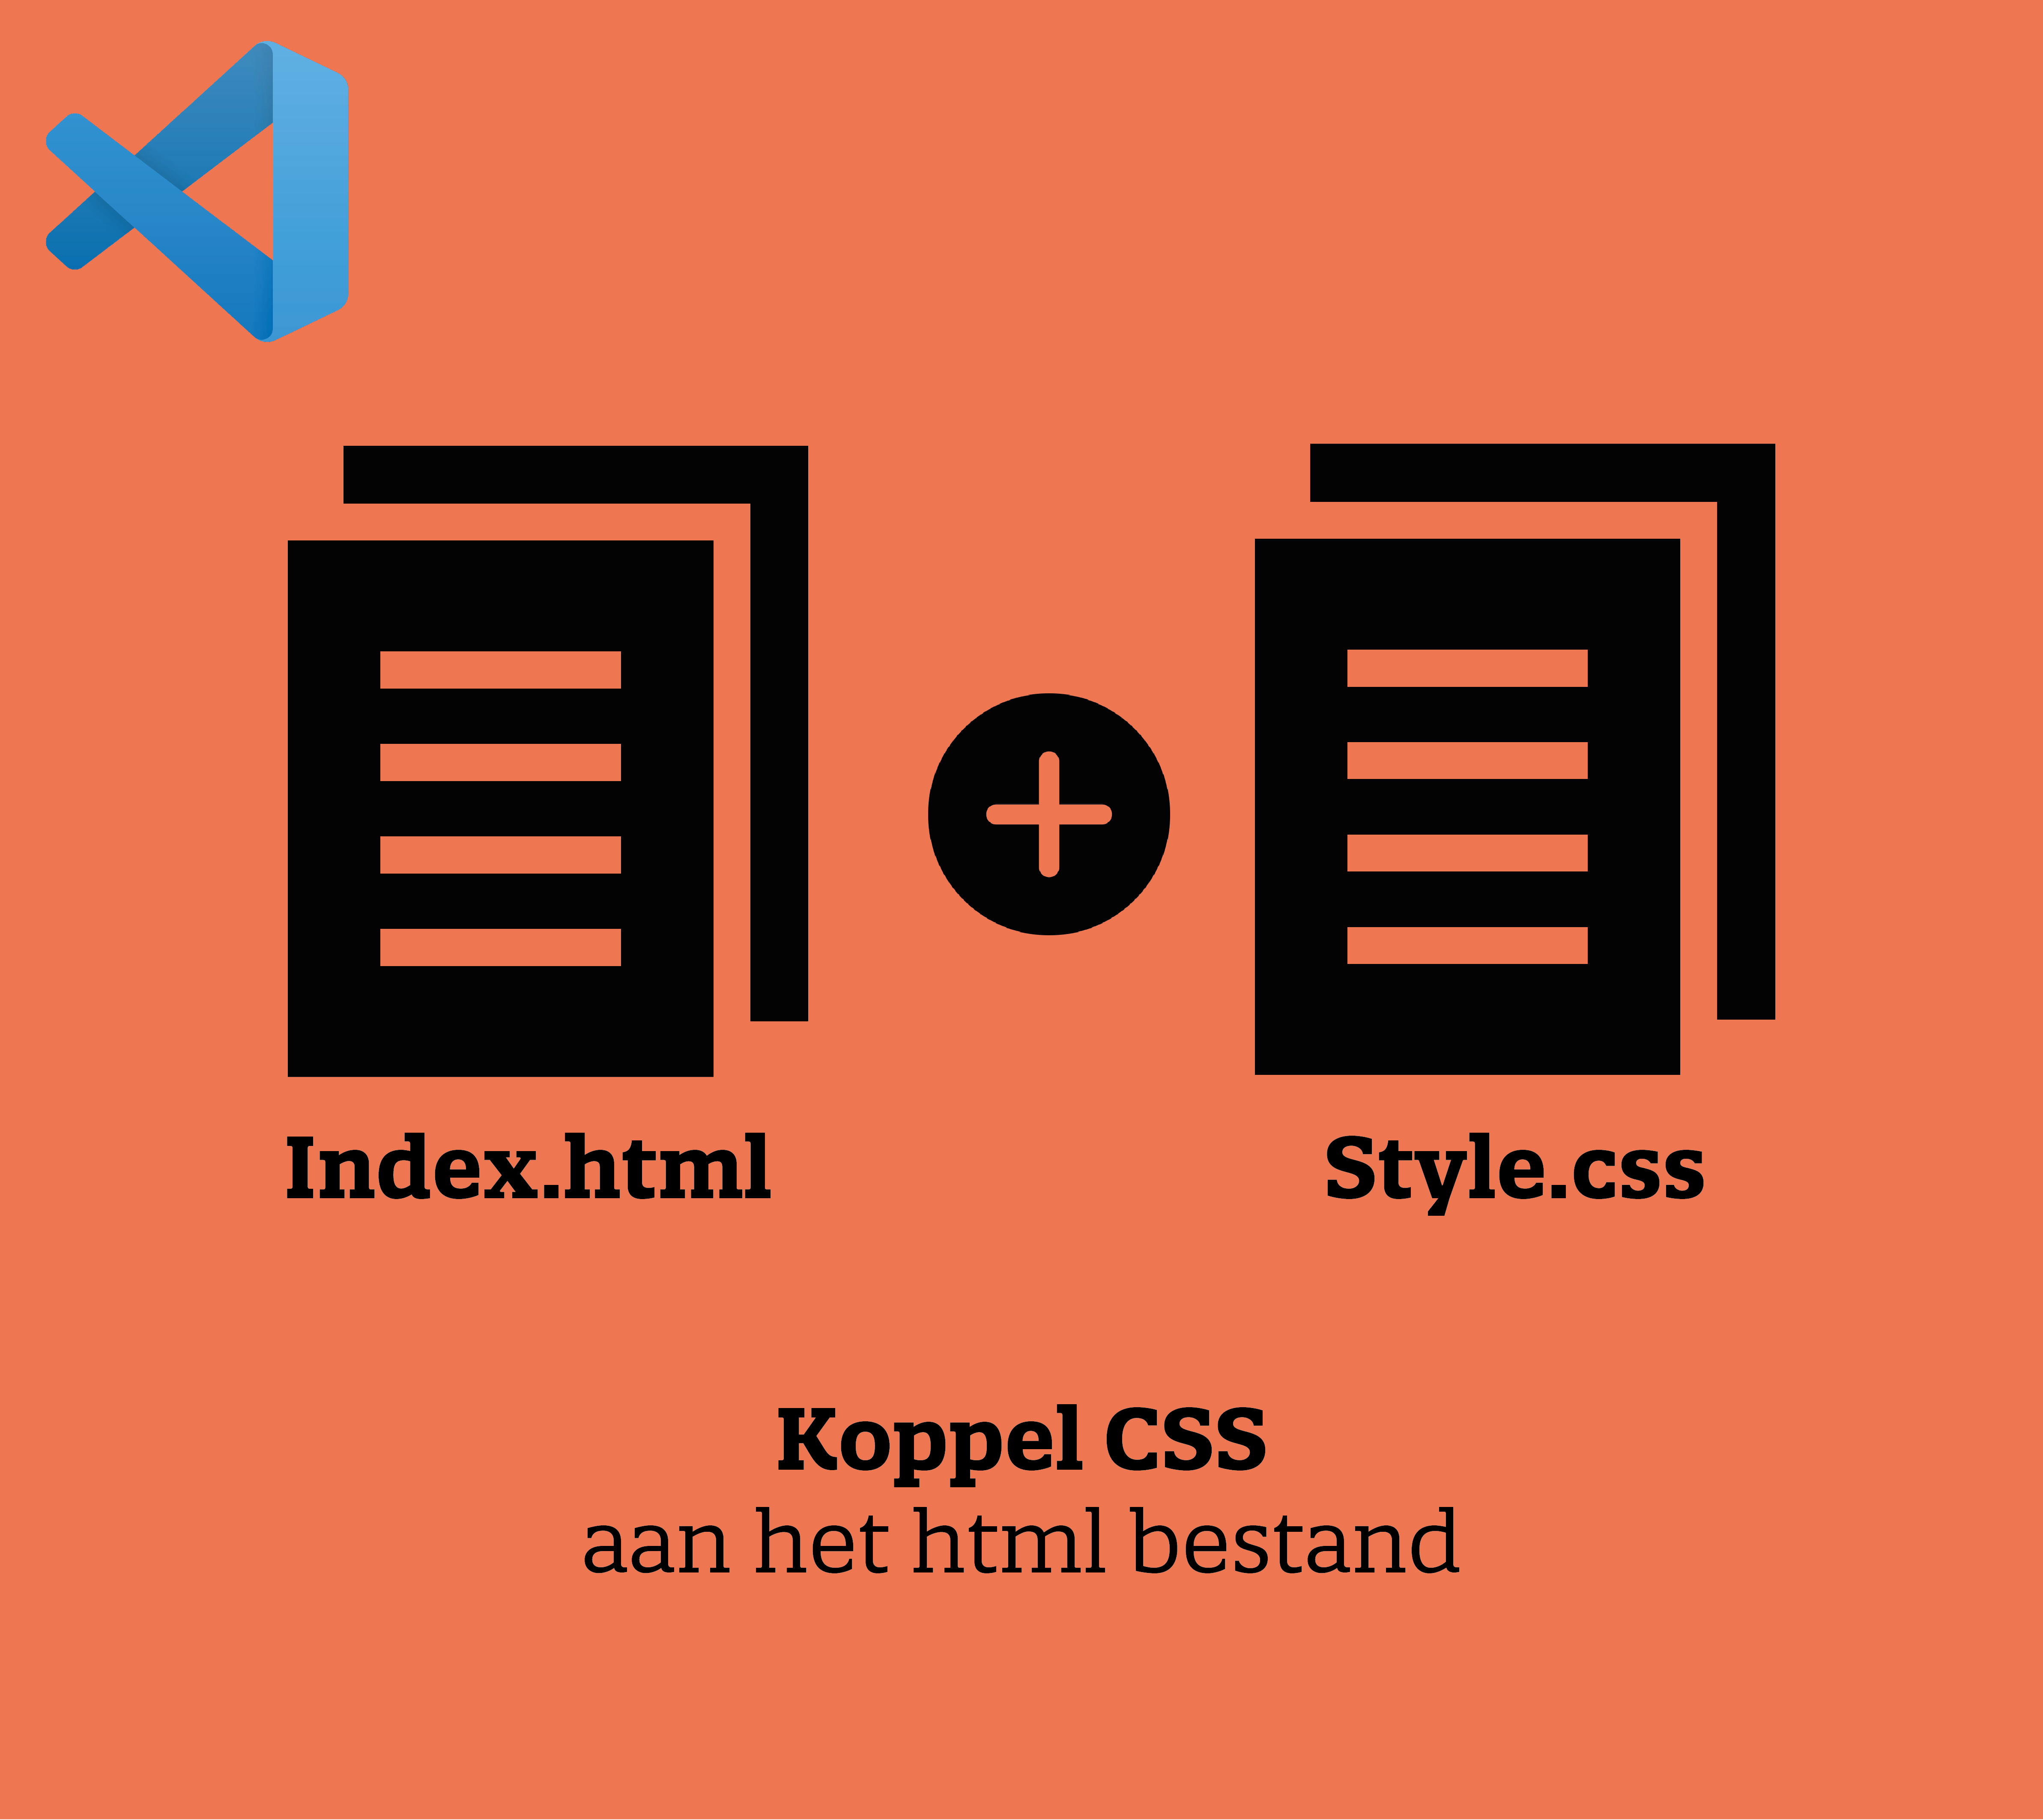 Index.html
Style.css
Koppel CSS
aan het html bestand